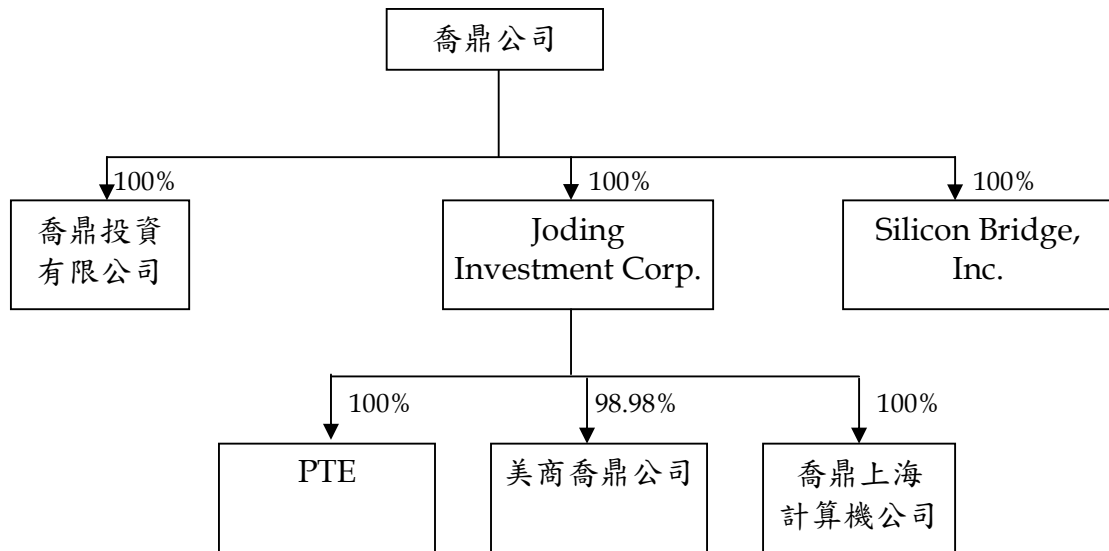 喬鼎公司
100%
100%
100%
喬鼎投資
有限公司
Joding
Investment Corp.
Silicon Bridge,
Inc.
100%
98.98%
100%
PTE
美商喬鼎公司
喬鼎上海
計算機公司